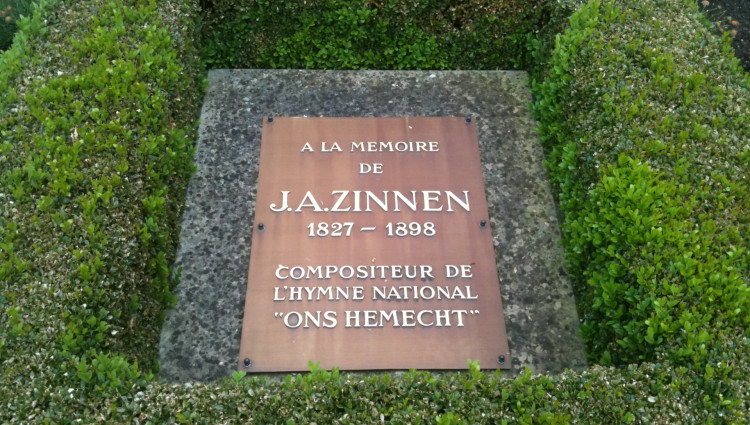 A LA MEMOIRE
DE
J.A.ZINNEN
1827 – 1898
COMPOSITEUR DE
L'HYMNE NATIONAL
"ONS HEMECHT"